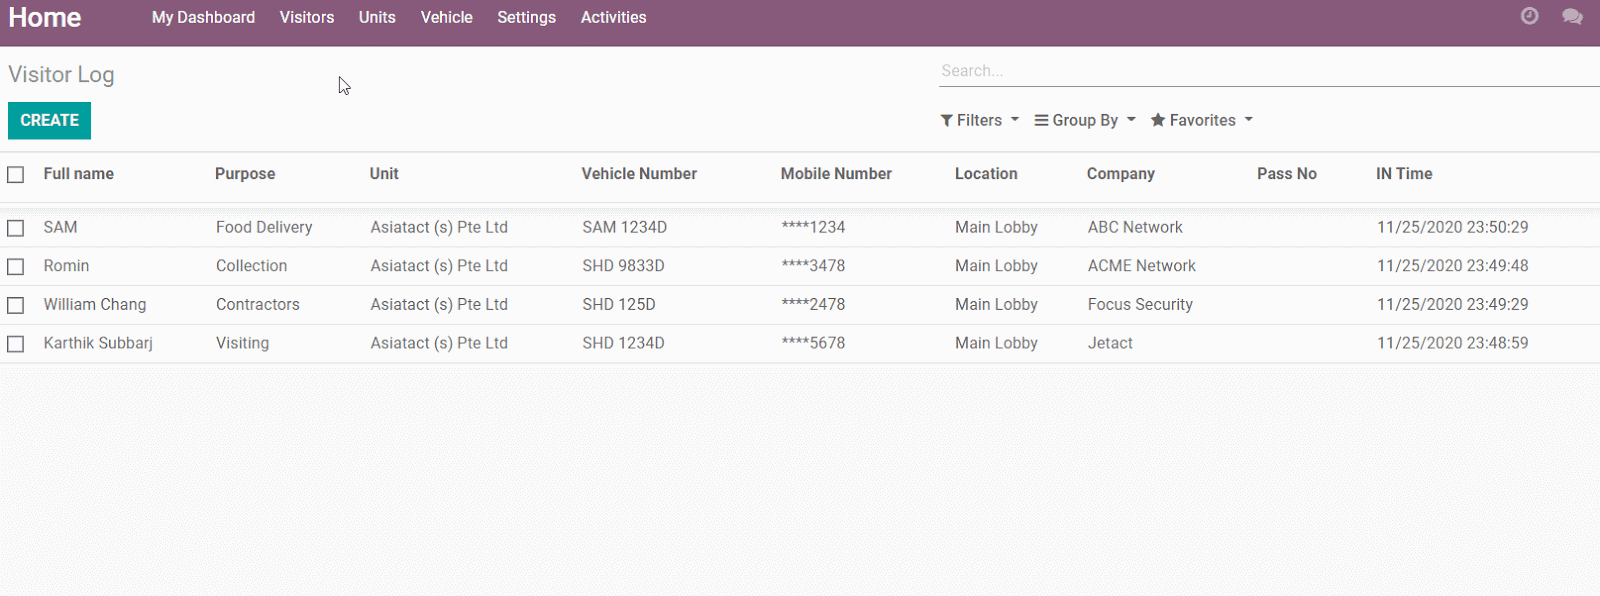 Home My Dashboard Visitors Units Vehicle Settings Activities
Visitor Log
Search...
CREATE
Filters Group By Favorites
Full name Purpose Unit Vehicle Number Mobile Number Location Company Pass No IN Time
SAM Food Delivery Asiatact (s) Pte Ltd SAM 1234D ****1234 Main Lobby ABC Network 11/25/2020 23:50:29
Romin Collection Asiatact (s) Pte Ltd SHD 9833D ****3478 Main Lobby ACME Network 11/25/2020 23:49:48
William Chang Contractors Asiatact (s) Pte Ltd SHD 125D ****2478 Main Lobby Focus Security 11/25/2020 23:49:29
Karthik Subbarj Visiting Asiatact (s) Pte Ltd SHD 1234D ****5678 Main Lobby Jetact 11/25/2020 23:48:59